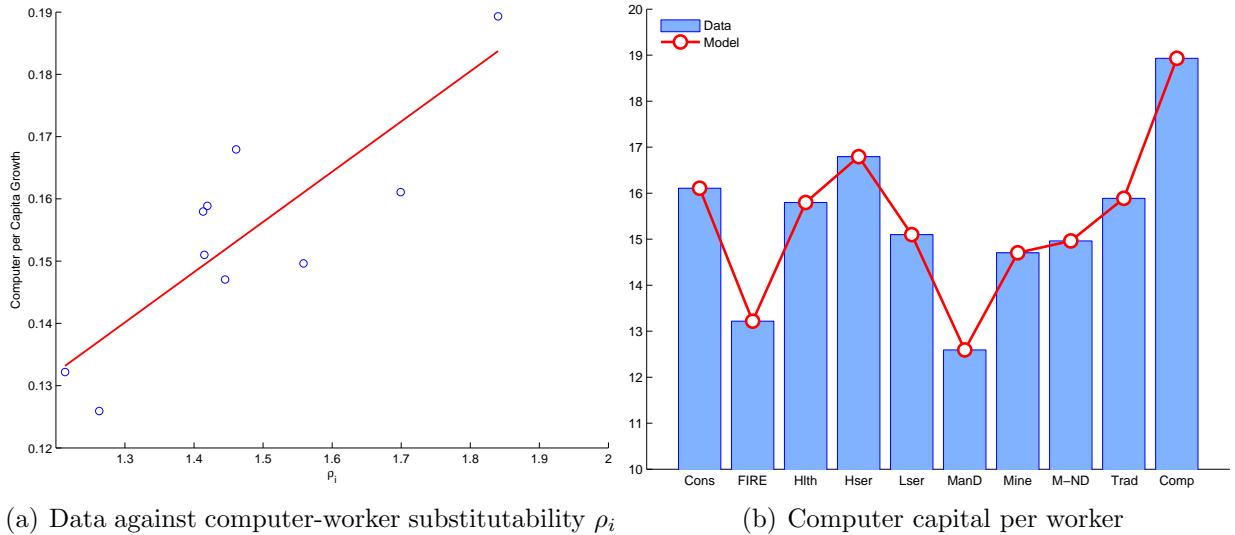 0.19
0.18
0.17
0.16
0.15
0.14
0.13
0.12
Computer per Capita Growth
1.3 1.4 1.5 1.6 1.7 1.8 1.9 2
ρi
(a) Data against computer-worker substitutability ρi
20
19
18
17
16
15
14
13
12
11
10
Data
Model
Cons FIRE Hlth Hser Lser ManD Mine M−ND Trad Comp
(b) Computer capital per worker